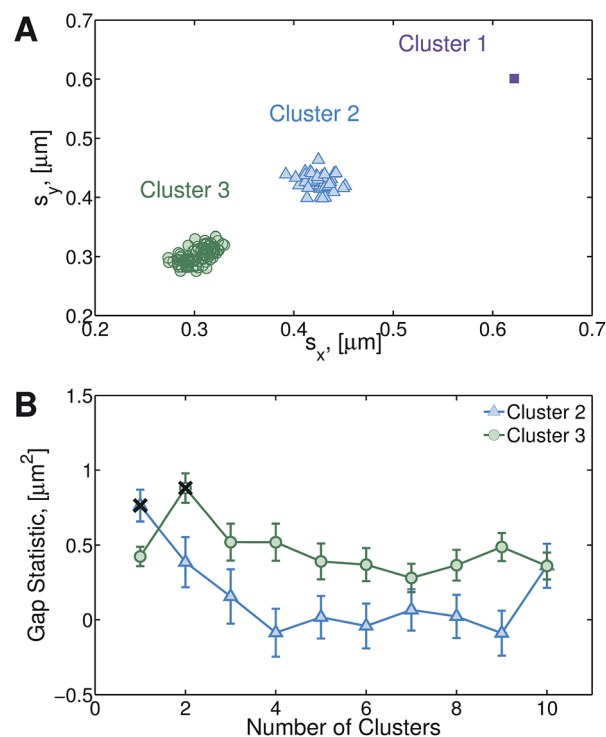 A
0.7
0.6
0.5
0.4
0.3
0.2
s_y, [µm]
Cluster 1
Cluster 2
Cluster 3
0.2 0.3 0.4 0.5 0.6 0.7
s_x, [µm]
B
1.5
1
0.5
0
−0.5
Gap Statistic, [µm²]
Cluster 2
Cluster 3
0 2 4 6 8 10
Number of Clusters